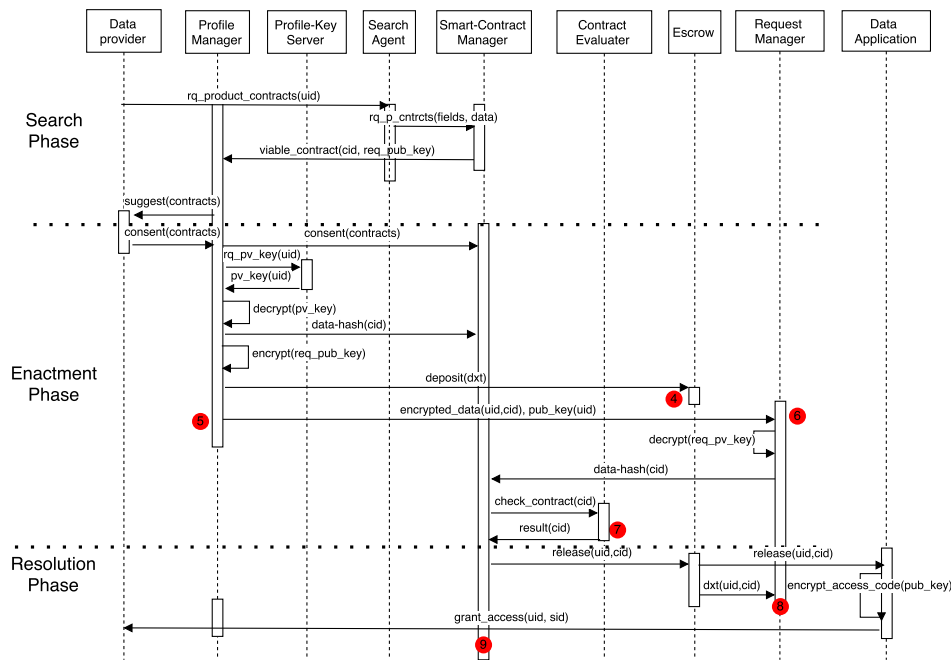 Data
provider
Profile
Manager
Profile-Key
Server
Search
Agent
Smart-Contract
Manager
Contract
Evaluater
Escrow
Request
Manager
Data
Application
Search
Phase
rq_product_contracts(uid)
rq_p_cntrcts(fields, data)
viable_contract(cid, req_pub_key)
suggest(contracts)
consent(contracts)
consent(contracts)
rq_pv_key(uid)
pv_key(uid)
decrypt(pv_key)
data-hash(cid)
encrypt(req_pub_key)
Enactment
Phase
deposit(dxt)
4
5
encrypted_data(uid,cid), pub_key(uid)
6
decrypt(req_pv_key)
data-hash(cid)
check_contract(cid)
7
result(cid)
Resolution
Phase
release(uid,cid)
release(uid,cid)
encrypt_access_code(pub_key)
dxt(uid,cid)
8
grant_access(uid, sid)
9